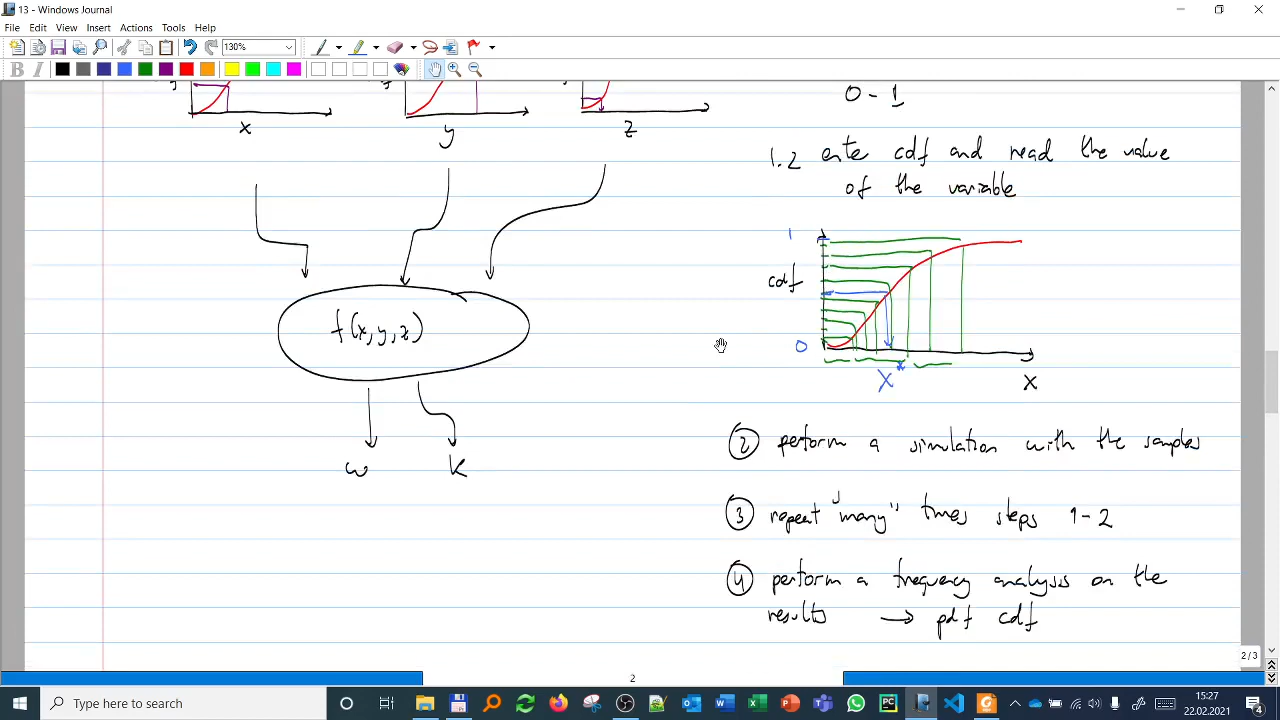 13 - Windows Journal
File Edit View Insert Actions Tools Help
130%
B I
x
y
z
f(x,y,z)
w
k
0 - 1
1.2 ente cdf and read the value
of the variable
1
cdf
0
X*
X
2 perform a simulation with the samples
3 repeat "many" times steps 1-2
4 perform a frequency analysis on the
results → pdf cdf
2/3
2
Type here to search
15:27
22.02.2021